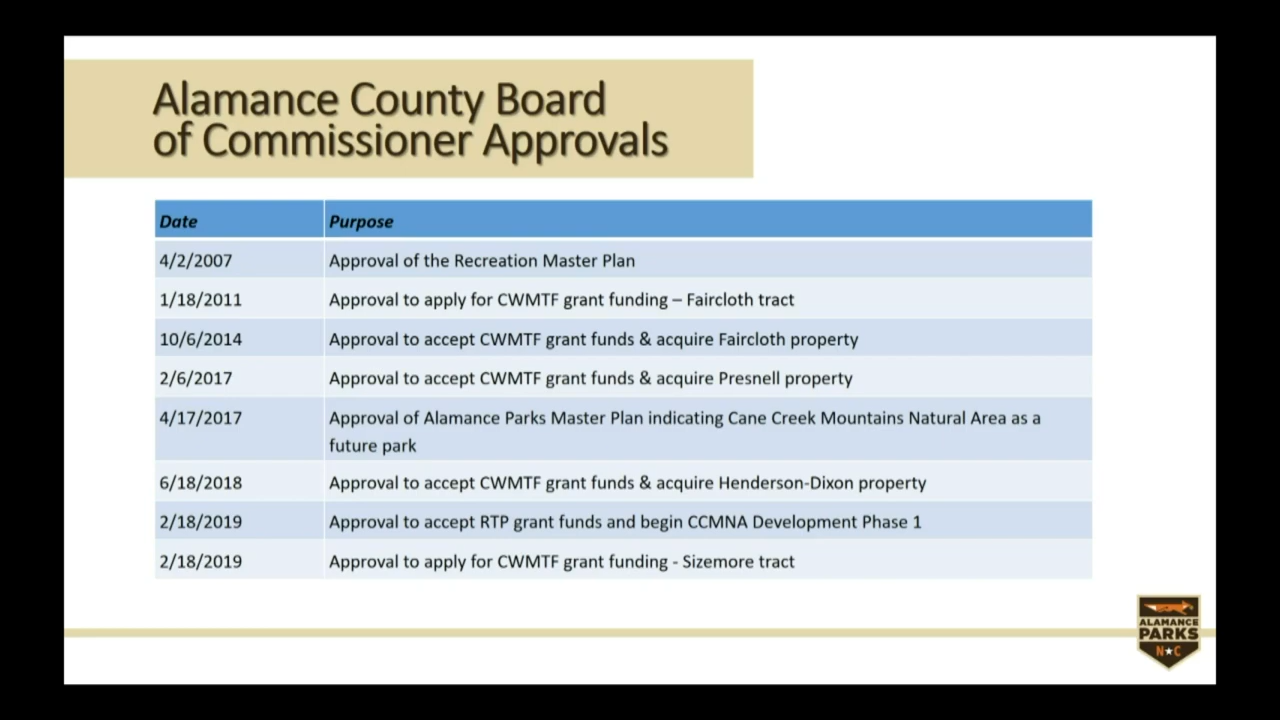 Alamance County Board
of Commissioner Approvals
Date Purpose
4/2/2007 Approval of the Recreation Master Plan
1/18/2011 Approval to apply for CWMTF grant funding – Faircloth tract
10/6/2014 Approval to accept CWMTF grant funds & acquire Faircloth property
2/6/2017 Approval to accept CWMTF grant funds & acquire Presnell property
4/17/2017 Approval of Alamance Parks Master Plan indicating Cane Creek Mountains Natural Area as a
future park
6/18/2018 Approval to accept CWMTF grant funds & acquire Henderson-Dixon property
2/18/2019 Approval to accept RTP grant funds and begin CCMNA Development Phase 1
2/18/2019 Approval to apply for CWMTF grant funding - Sizemore tract
ALAMANCE
PARKS
N★C